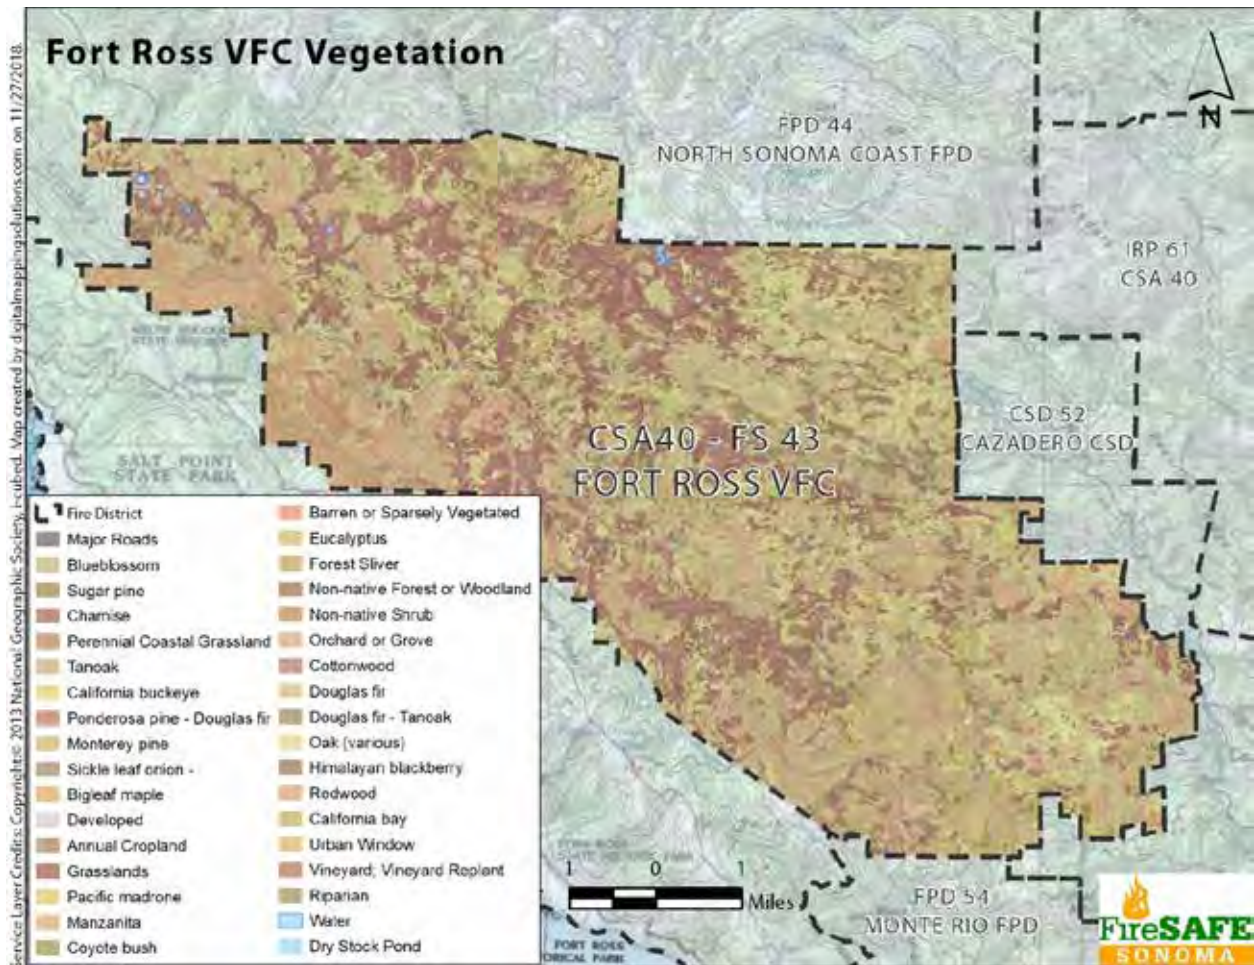 Fort Ross VFC Vegetation
Service Layer Credits: Copyright:© 2013 National Geographic Society, i-cubed. Map created by digitalmappingsolutions.com on 11/27/2018.
N
FPD 44
NORTH SONOMA COAST FPD
IRP 61
CSA 40
CSD 52
CAZADERO CSD
CSA40 - FS 43
FORT ROSS VFC
SALT POINT
STATE PARK
Fire District
Major Roads
Blueblossom
Sugar pine
Chamise
Perennial Coastal Grassland
Tanoak
California buckeye
Ponderosa pine - Douglas fir
Monterey pine
Sickle leaf onion -
Bigleaf maple
Developed
Annual Cropland
Grasslands
Pacific madrone
Manzanita
Coyote bush
Barren or Sparsely Vegetated
Eucalyptus
Forest Sliver
Non-native Forest or Woodland
Non-native Shrub
Orchard or Grove
Cottonwood
Douglas fir
Douglas fir - Tanoak
Oak (various)
Himalayan blackberry
Redwood
California bay
Urban Window
Vineyard; Vineyard Replant
Riparian
Water
Dry Stock Pond
1 0 1
Miles
FPD 54
MONTE RIO FPD
FORT ROSS
ORICAL PARK
FireSAFE
SONOMA